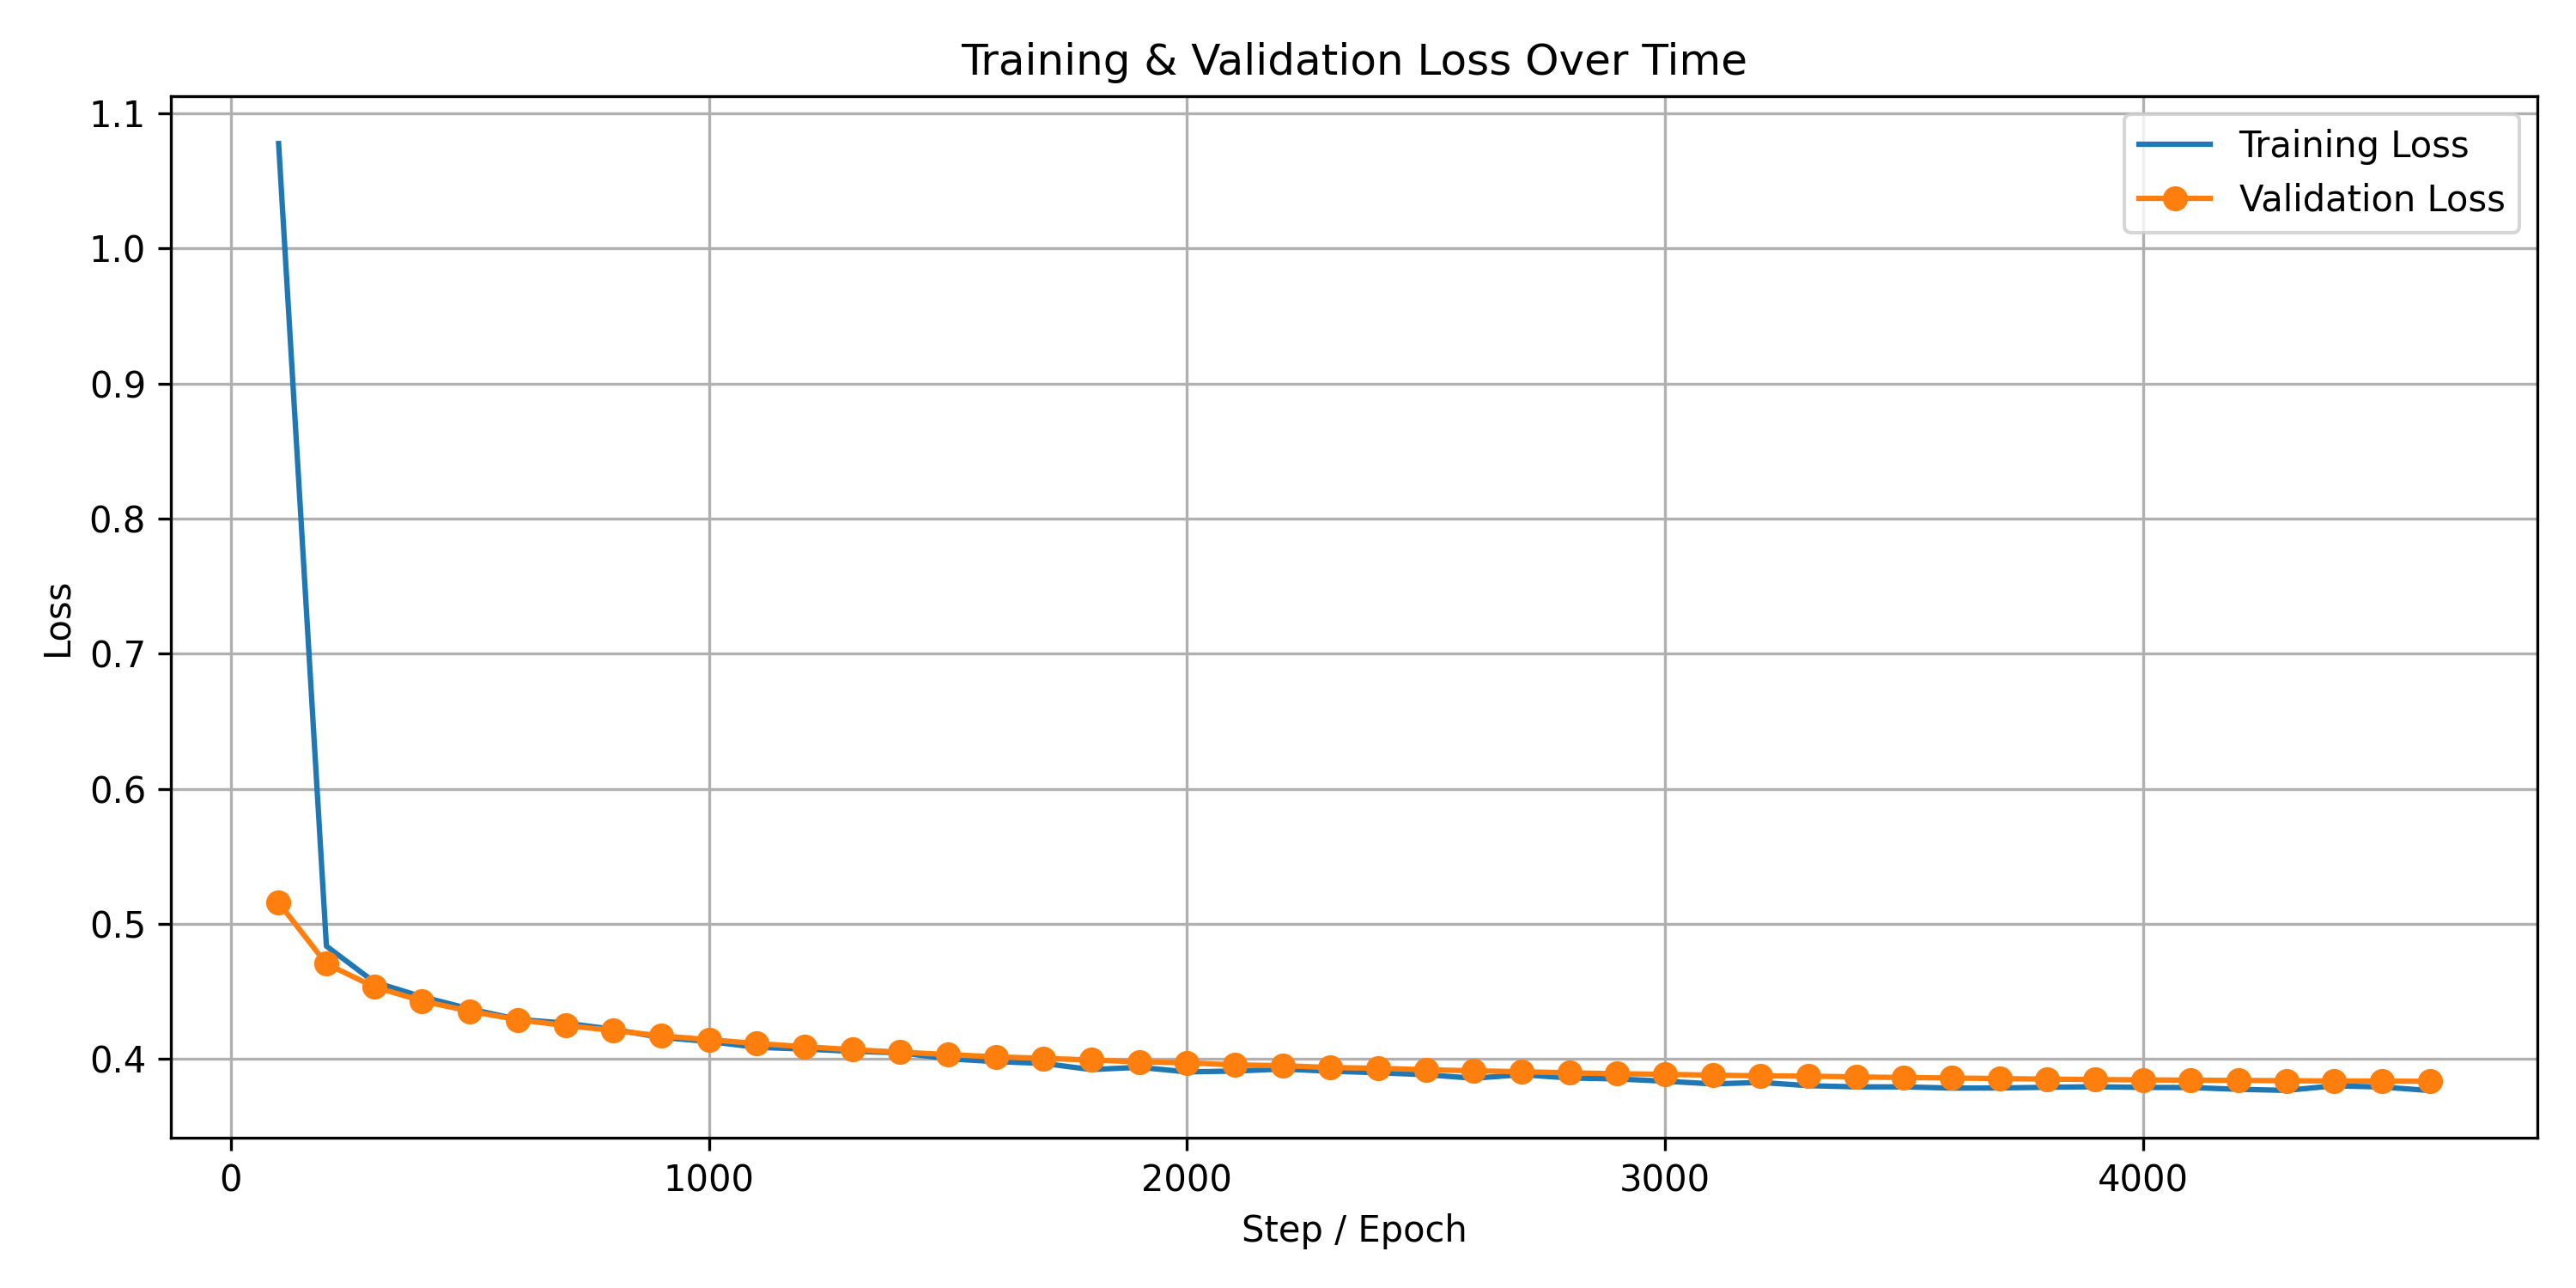 Training & Validation Loss Over Time
1.1
1.0
0.9
0.8
0.7
0.6
0.5
0.4
Loss
Training Loss
Validation Loss
0 1000 2000 3000 4000
Step / Epoch